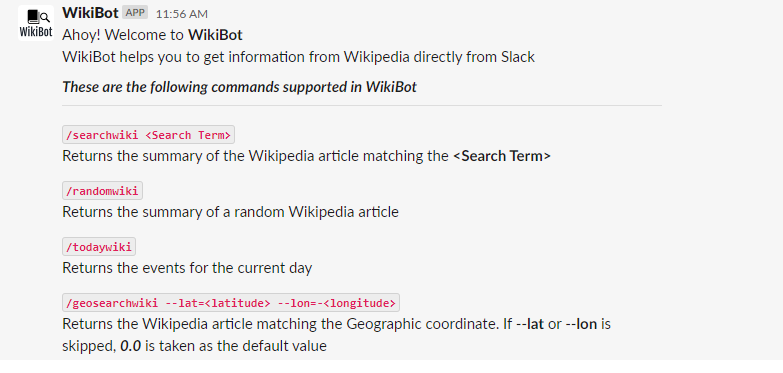 WikiBot
WikiBot APP 11:56 AM
Ahoy! Welcome to WikiBot
WikiBot helps you to get information from Wikipedia directly from Slack
These are the following commands supported in WikiBot
/searchwiki <Search Term>
Returns the summary of the Wikipedia article matching the <Search Term>
/randomwiki
Returns the summary of a random Wikipedia article
/todaywiki
Returns the events for the current day
/geosearchwiki --lat=<latitude> --lon=-<longitude>
Returns the Wikipedia article matching the Geographic coordinate. If --lat or --lon is
skipped, 0.0 is taken as the default value